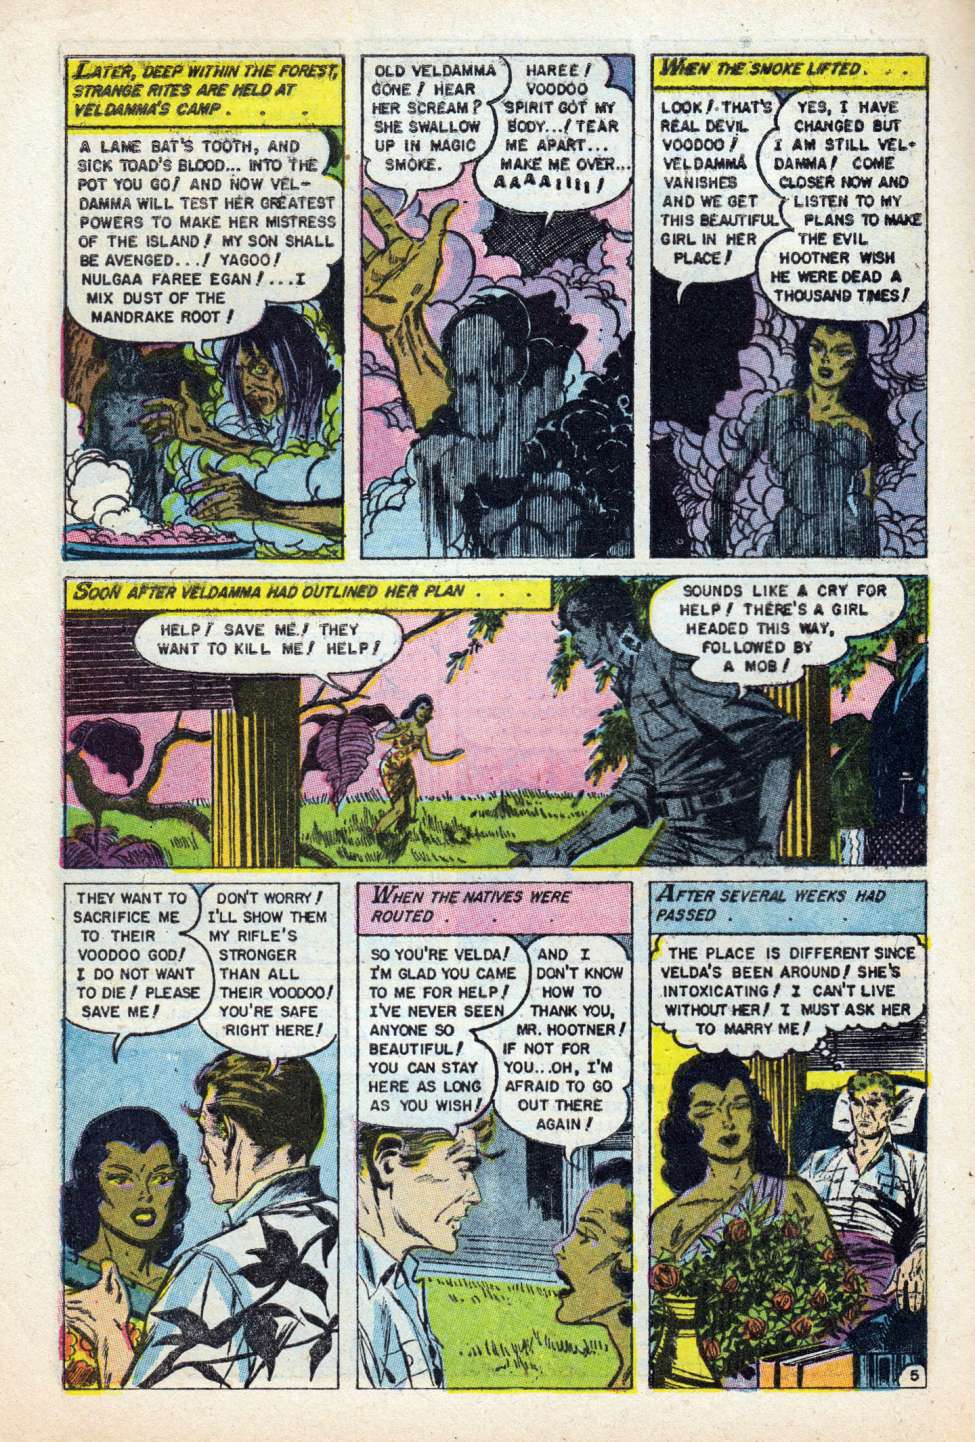 LATER, DEEP WITHIN THE FOREST,
STRANGE RITES ARE HELD AT
VELDAMMA'S CAMP . . . .
A LAME BAT'S TOOTH, AND
SICK TOAD'S BLOOD... INTO THE
POT YOU GO! AND NOW VEL-
DAMMA WILL TEST HER GREATEST
POWERS TO MAKE HER MISTRESS
OF THE ISLAND! MY SON SHALL
BE AVENGED...! YAGOO!
NULGAA FAREE EGAN!...I
MIX DUST OF THE
MANDRAKE ROOT!
OLD VELDAMMA
GONE! HEAR
HER SCREAM?
SHE SWALLOW
UP IN MAGIC
SMOKE.
HAREE!
VOODOO
SPIRIT GOT MY
BODY...! TEAR
ME APART...
MAKE ME OVER...
AAAAIIII!
WHEN THE SMOKE LIFTED . . .
LOOK! THAT'S
REAL DEVIL
VOODOO!
VELDAMMA
VANISHES
AND WE GET
THIS BEAUTIFUL
GIRL IN HER
PLACE!
YES, I HAVE
CHANGED BUT
I AM STILL VEL-
DAMMA! COME
CLOSER NOW AND
LISTEN TO MY
PLANS TO MAKE
THE EVIL
HOOTNER WISH
HE WERE DEAD A
THOUSAND TIMES!
SOON AFTER VELDAMMA HAD OUTLINED HER PLAN . . . .
HELP! SAVE ME! THEY
WANT TO KILL ME! HELP!
SOUNDS LIKE A CRY FOR
HELP! THERE'S A GIRL
HEADED THIS WAY,
FOLLOWED BY
A MOB!
THEY WANT TO
SACRIFICE ME
TO THEIR
VOODOO GOD!
I DO NOT WANT
TO DIE! PLEASE
SAVE ME!
DON'T WORRY!
I'LL SHOW THEM
MY RIFLE'S
STRONGER
THAN ALL
THEIR VOODOO!
YOU'RE SAFE
RIGHT HERE!
WHEN THE NATIVES WERE
ROUTED . . . .
SO YOU'RE VELDA!
I'M GLAD YOU CAME
TO ME FOR HELP!
I'VE NEVER SEEN
ANYONE SO
BEAUTIFUL!
YOU CAN STAY
HERE AS LONG
AS YOU WISH!
AND I
DON'T KNOW
HOW TO
THANK YOU,
MR. HOOTNER!
IF NOT FOR
YOU...OH, I'M
AFRAID TO GO
OUT THERE
AGAIN!
AFTER SEVERAL WEEKS HAD
PASSED . . . .
THE PLACE IS DIFFERENT SINCE
VELDA'S BEEN AROUND! SHE'S
INTOXICATING! I CAN'T LIVE
WITHOUT HER! I MUST ASK HER
TO MARRY ME!
5